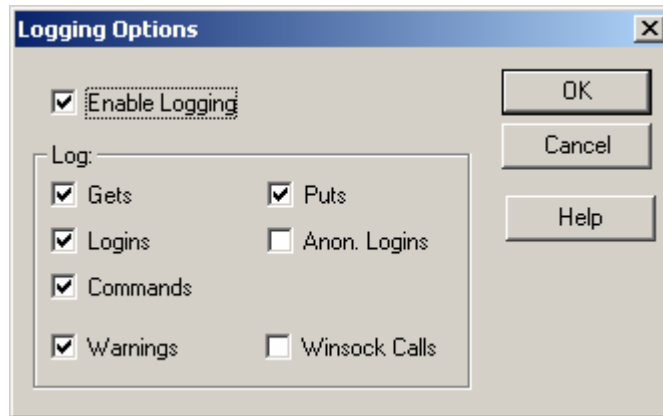 Logging Options
Enable Logging
OK
Cancel
Help
Log:
Gets
Puts
Logins
Anon. Logins
Commands
Warnings
Winsock Calls